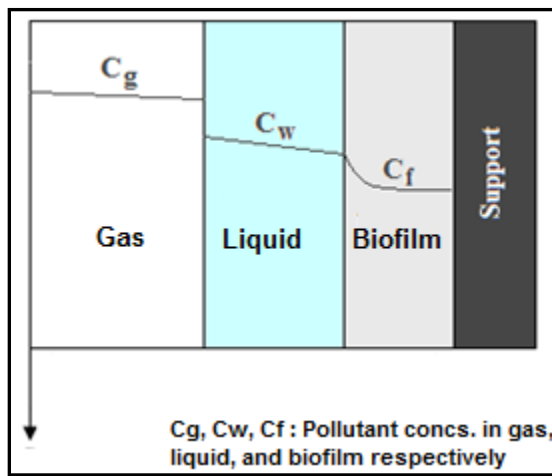 Cg
Cw
Cf
Gas
Liquid
Biofilm
Support
Cg, Cw, Cf : Pollutant concs. in gas,
liquid, and biofilm respectively